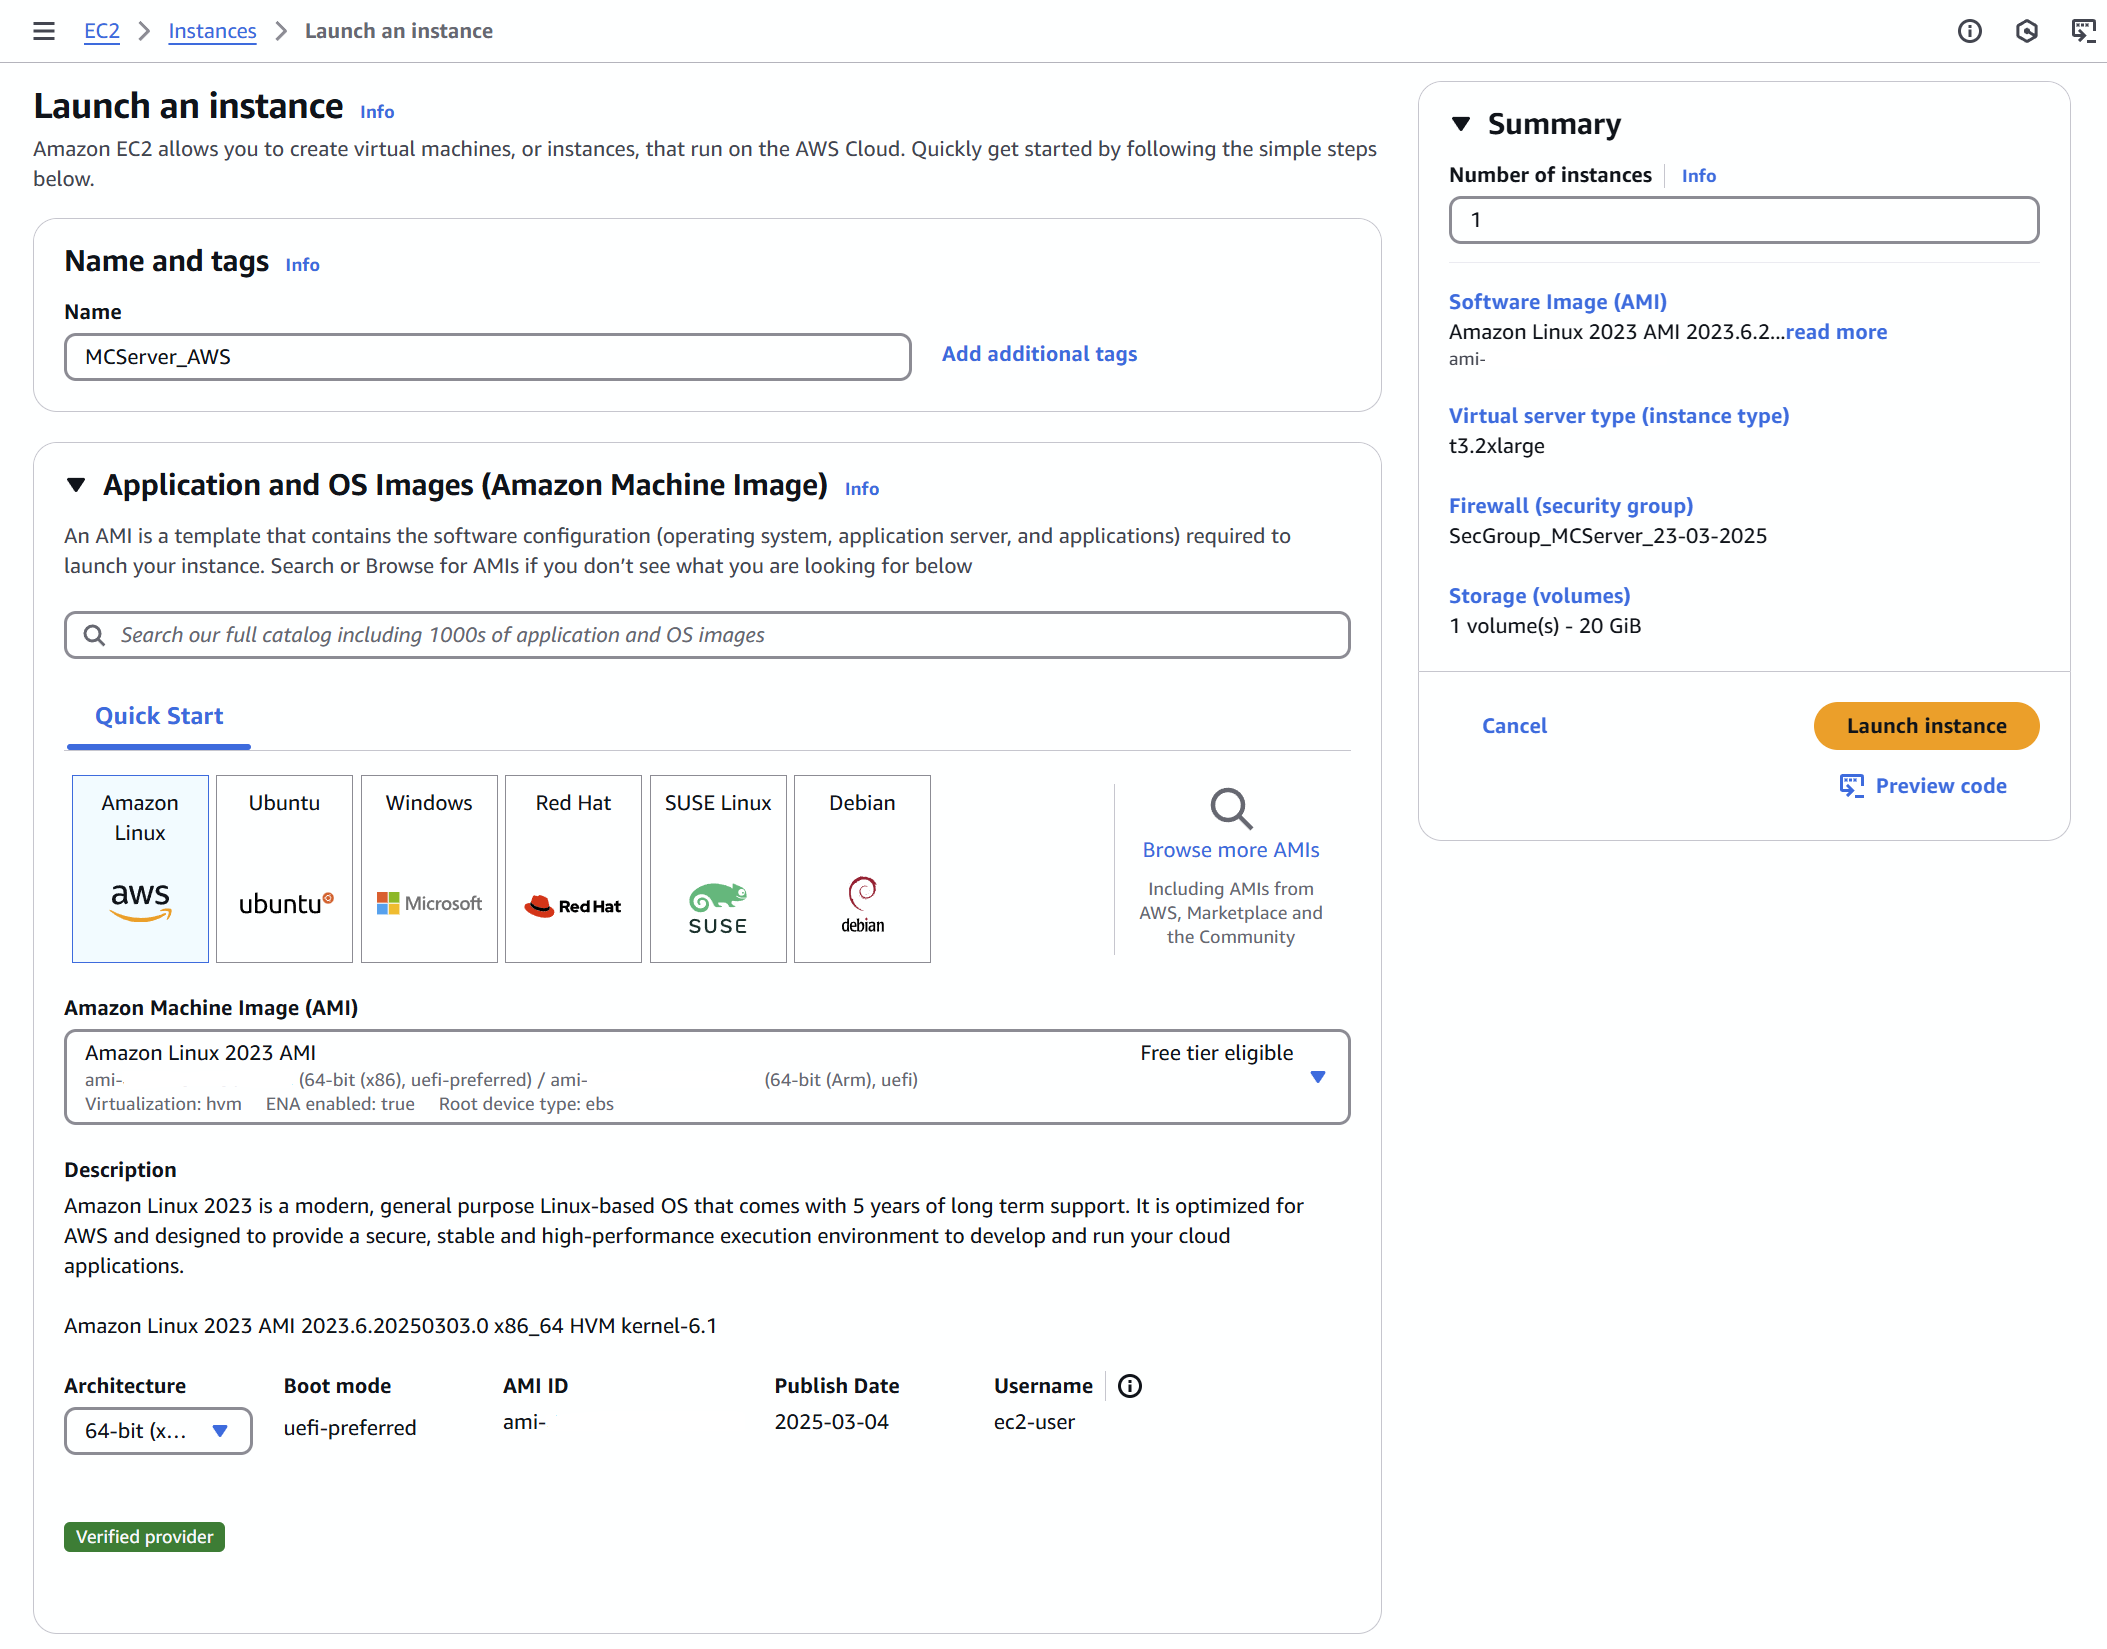 EC2
Instances
Launch an instance
Launch an instance Info
Amazon EC2 allows you to create virtual machines, or instances, that run on the AWS Cloud. Quickly get started by following the simple steps
below.
Name and tags Info
Name
MCServer_AWS
Add additional tags
Application and OS Images (Amazon Machine Image) Info
An AMI is a template that contains the software configuration (operating system, application server, and applications) required to
launch your instance. Search or Browse for AMIs if you don’t see what you are looking for below
Search our full catalog including 1000s of application and OS images
Quick Start
Amazon
Linux
aws
Ubuntu
ubuntu
Windows
Microsoft
Red Hat
Red Hat
SUSE Linux
SUSE
Debian
debian
Browse more AMIs
Including AMIs from
AWS, Marketplace and
the Community
Amazon Machine Image (AMI)
Amazon Linux 2023 AMI
Free tier eligible
ami- (64-bit (x86), uefi-preferred) / ami- (64-bit (Arm), uefi)
Virtualization: hvm ENA enabled: true Root device type: ebs
Description
Amazon Linux 2023 is a modern, general purpose Linux-based OS that comes with 5 years of long term support. It is optimized for
AWS and designed to provide a secure, stable and high-performance execution environment to develop and run your cloud
applications.
Amazon Linux 2023 AMI 2023.6.20250303.0 x86_64 HVM kernel-6.1
Architecture Boot mode AMI ID Publish Date Username
64-bit (x... uefi-preferred ami- 2025-03-04 ec2-user
Verified provider
Summary
Number of instances Info
1
Software Image (AMI)
Amazon Linux 2023 AMI 2023.6.2...read more
ami-
Virtual server type (instance type)
t3.2xlarge
Firewall (security group)
SecGroup_MCServer_23-03-2025
Storage (volumes)
1 volume(s) - 20 GiB
Cancel
Launch instance
Preview code